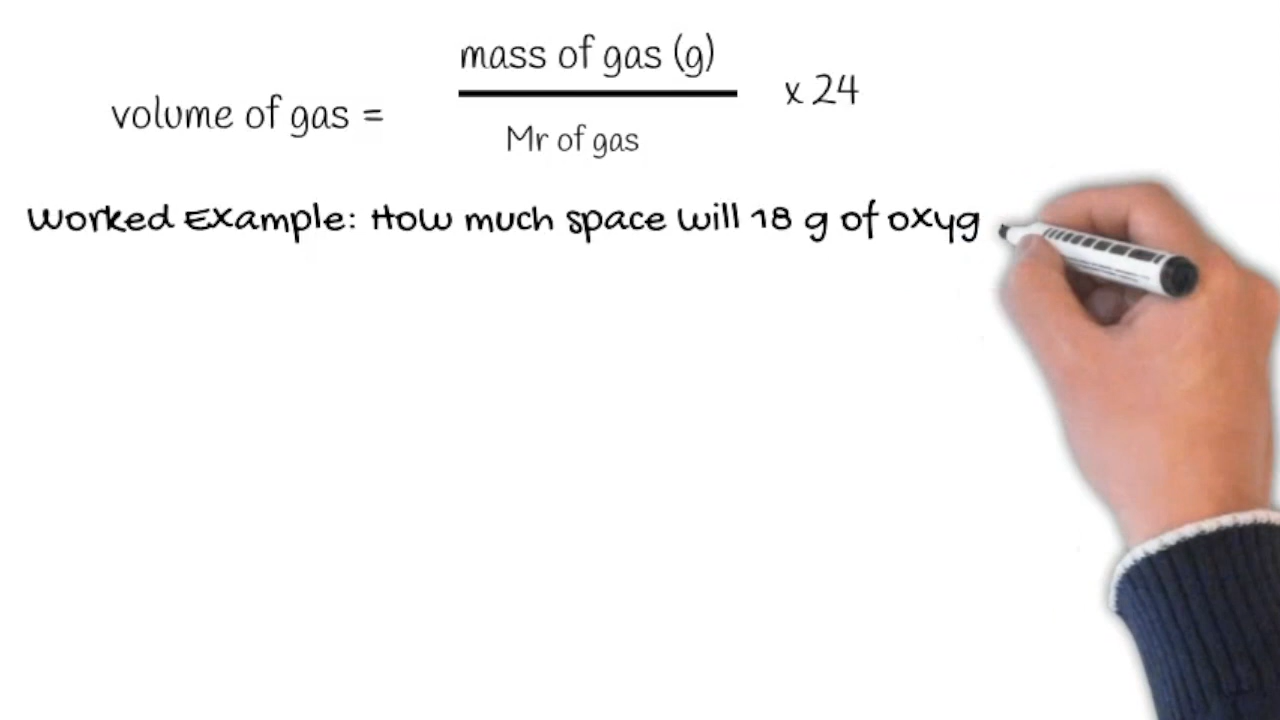 mass of gas (g)
volume of gas = x 24
Mr of gas
Worked Example: How much space will 18 g of oxyg